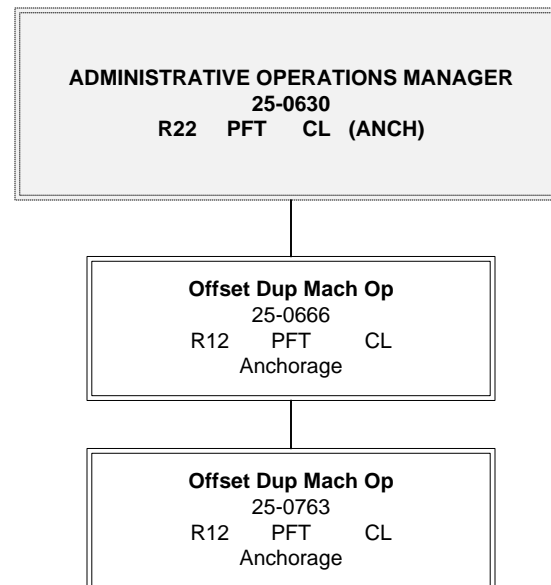 ADMINISTRATIVE OPERATIONS MANAGER
25-0630
R22 PFT CL (ANCH)
Offset Dup Mach Op
25-0666
R12 PFT CL
Anchorage
Offset Dup Mach Op
25-0763
R12 PFT CL
Anchorage